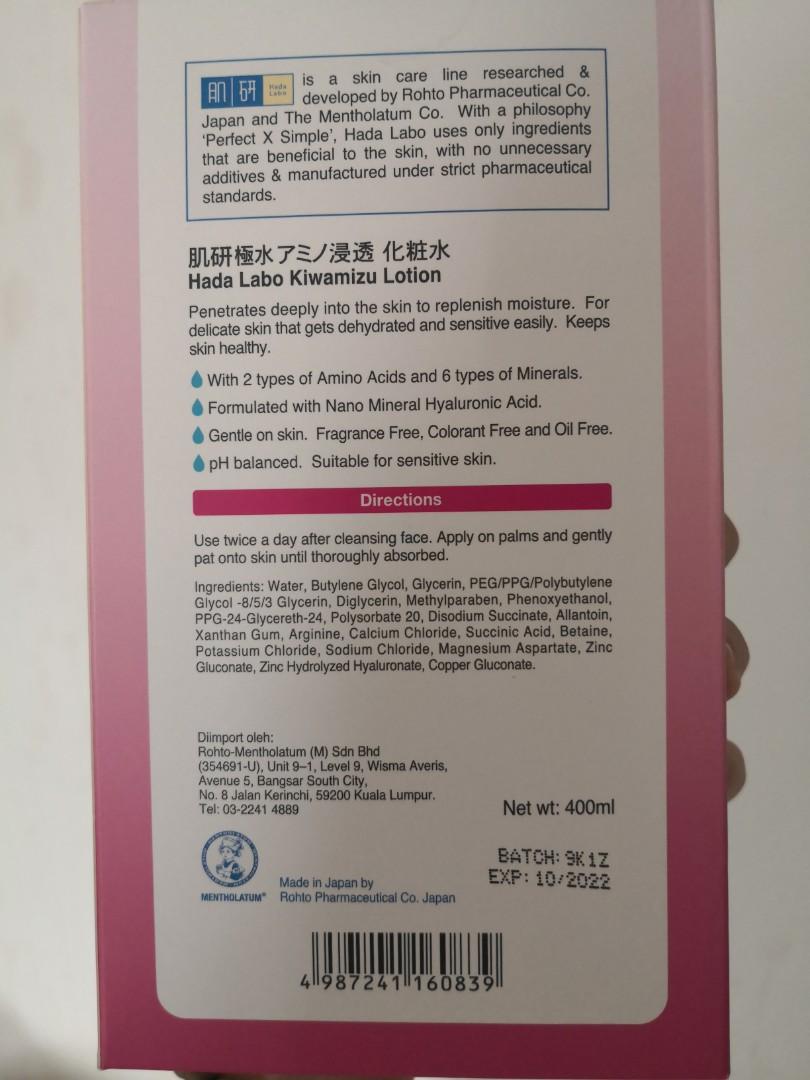 肌研 Hada Labo is a skin care line researched &
developed by Rohto Pharmaceutical Co.
Japan and The Mentholatum Co. With a philosophy
‘Perfect X Simple’, Hada Labo uses only ingredients
that are beneficial to the skin, with no unnecessary
additives & manufactured under strict pharmaceutical
standards.
肌研極水アミノ浸透 化粧水
Hada Labo Kiwamizu Lotion
Penetrates deeply into the skin to replenish moisture. For
delicate skin that gets dehydrated and sensitive easily. Keeps
skin healthy.
With 2 types of Amino Acids and 6 types of Minerals.
Formulated with Nano Mineral Hyaluronic Acid.
Gentle on skin. Fragrance Free, Colorant Free and Oil Free.
pH balanced. Suitable for sensitive skin.
Directions
Use twice a day after cleansing face. Apply on palms and gently
pat onto skin until thoroughly absorbed.
Ingredients: Water, Butylene Glycol, Glycerin, PEG/PPG/Polybutylene
Glycol -8/5/3 Glycerin, Diglycerin, Methylparaben, Phenoxyethanol,
PPG-24-Glycereth-24, Polysorbate 20, Disodium Succinate, Allantoin,
Xanthan Gum, Arginine, Calcium Chloride, Succinic Acid, Betaine,
Potassium Chloride, Sodium Chloride, Magnesium Aspartate, Zinc
Gluconate, Zinc Hydrolyzed Hyaluronate, Copper Gluconate.
Diimport oleh:
Rohto-Mentholatum (M) Sdn Bhd
(354691-U), Unit 9–1, Level 9, Wisma Averis,
Avenue 5, Bangsar South City,
No. 8 Jalan Kerinchi, 59200 Kuala Lumpur.
Tel: 03-2241 4889
Net wt: 400ml
BATCH: 9K1Z
EXP: 10/2022
MENTHOLATUM®
Made in Japan by
Rohto Pharmaceutical Co. Japan
4 987241 160839